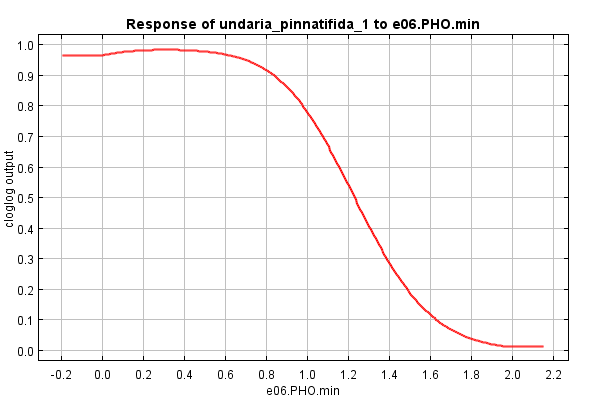 Response of undaria_pinnatifida_1 to e06.PHO.min
cloglog output
1.0
0.9
0.8
0.7
0.6
0.5
0.4
0.3
0.2
0.1
0.0
-0.2 0.0 0.2 0.4 0.6 0.8 1.0 1.2 1.4 1.6 1.8 2.0 2.2
e06.PHO.min